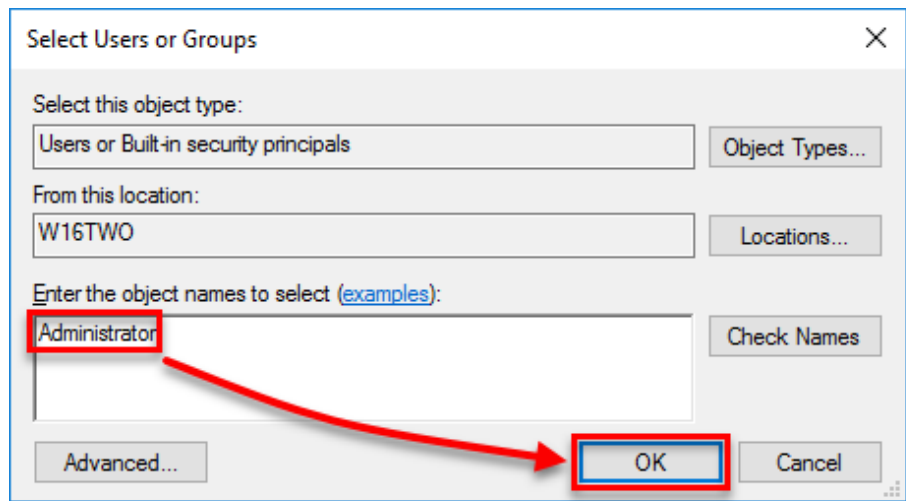 Select Users or Groups
Select this object type:
Users or Built-in security principals
Object Types...
From this location:
W16TWO
Locations...
Enter the object names to select (examples):
Administrator
Check Names
Advanced...
OK
Cancel